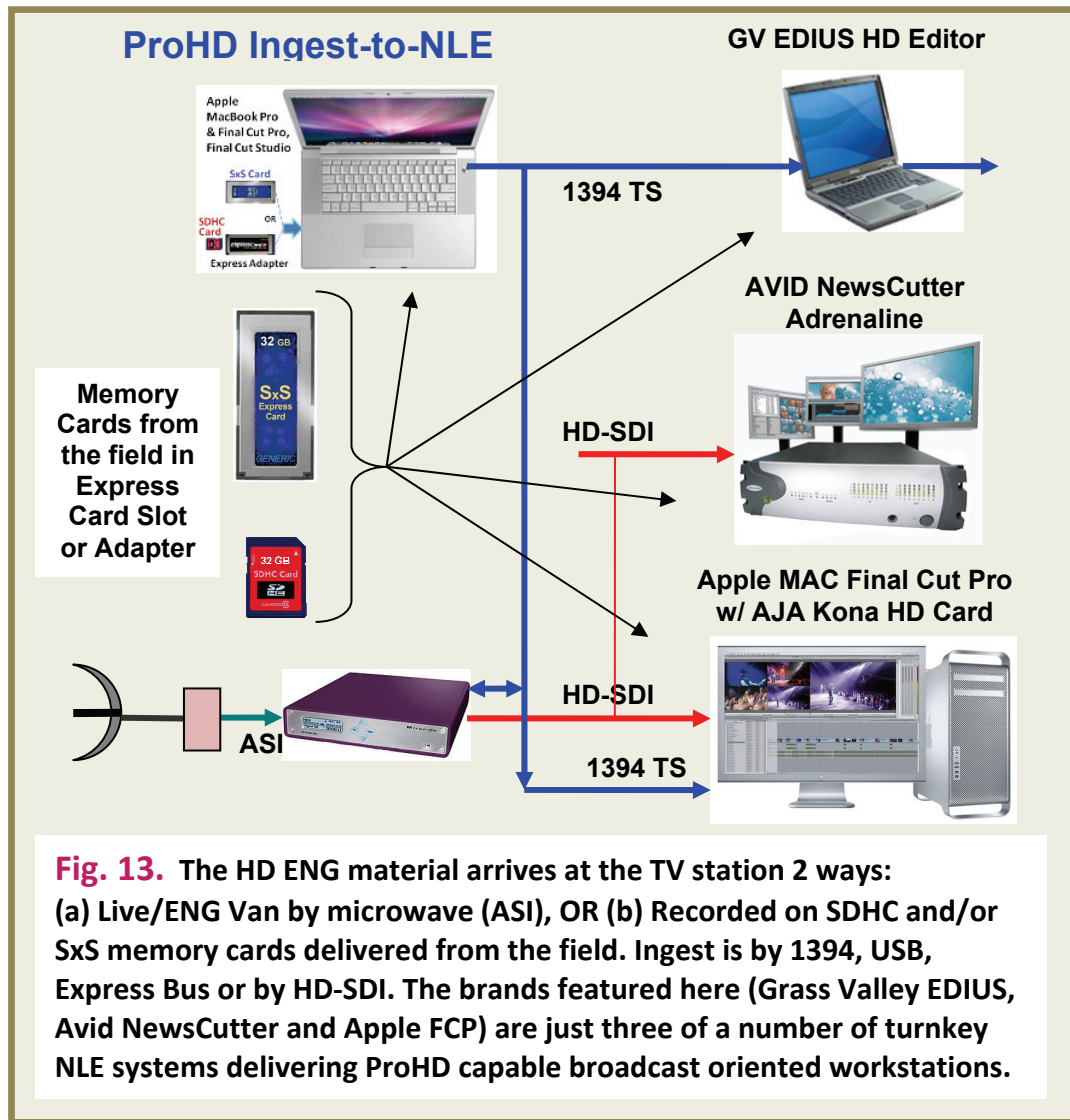 ProHD Ingest-to-NLE
GV EDIUS HD Editor
Apple
MacBook Pro
& Final Cut Pro,
Final Cut Studio
SxS Card
OR
SDHC
Card
Express Adapter
1394 TS
AVID NewsCutter
Adrenaline
32 GB
SxS
Express
Card
GENERIC
Memory
Cards from
the field in
Express
Card Slot
or Adapter
HD-SDI
32 GB
SDHC Card
Apple MAC Final Cut Pro
w/ AJA Kona HD Card
HD-SDI
ASI
1394 TS
Fig. 13. The HD ENG material arrives at the TV station 2 ways:
(a) Live/ENG Van by microwave (ASI), OR (b) Recorded on SDHC and/or
SxS memory cards delivered from the field. Ingest is by 1394, USB,
Express Bus or by HD-SDI. The brands featured here (Grass Valley EDIUS,
Avid NewsCutter and Apple FCP) are just three of a number of turnkey
NLE systems delivering ProHD capable broadcast oriented workstations.